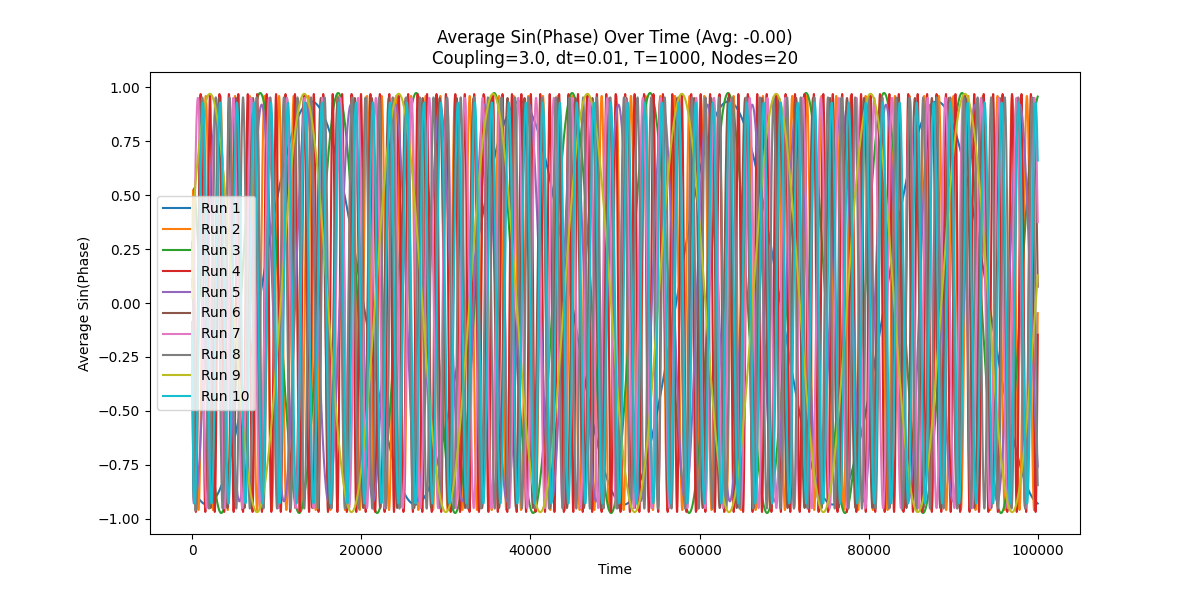 Average Sin(Phase) Over Time (Avg: -0.00)
Coupling=3.0, dt=0.01, T=1000, Nodes=20
1.00
0.75
0.50
0.25
0.00
−0.25
−0.50
−0.75
−1.00
Average Sin(Phase)
Run 1
Run 2
Run 3
Run 4
Run 5
Run 6
Run 7
Run 8
Run 9
Run 10
0
20000
40000
60000
80000
100000
Time